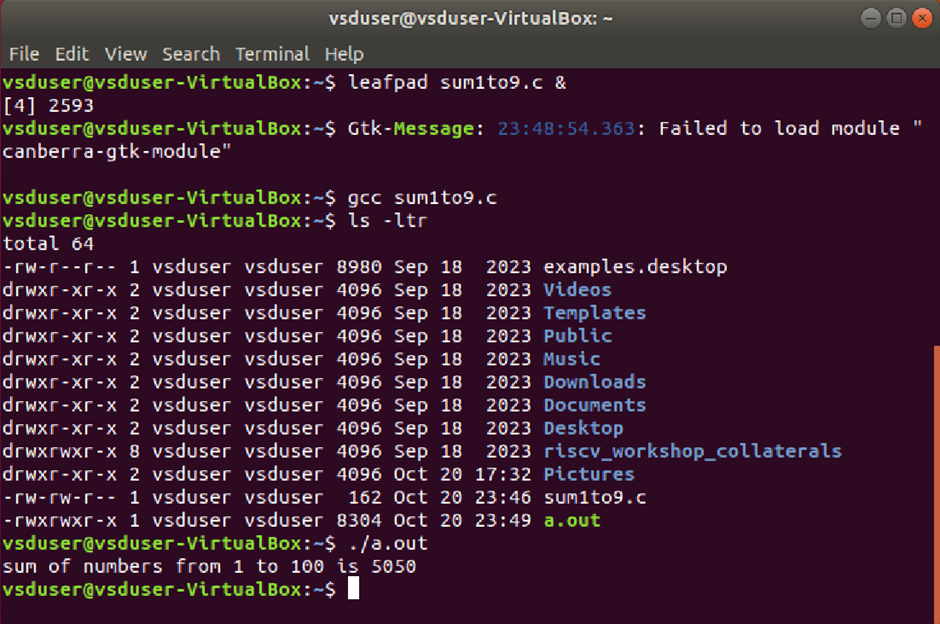 vsduser@vsduser-VirtualBox: ~
File Edit View Search Terminal Help
vsduser@vsduser-VirtualBox:~$ leafpad sum1to9.c &
[4] 2593
vsduser@vsduser-VirtualBox:~$ Gtk-Message: 23:48:54.363: Failed to load module "
canberra-gtk-module"
vsduser@vsduser-VirtualBox:~$ gcc sum1to9.c
vsduser@vsduser-VirtualBox:~$ ls -ltr
total 64
-rw-r--r-- 1 vsduser vsduser 8980 Sep 18  2023 examples.desktop
drwxr-xr-x 2 vsduser vsduser 4096 Sep 18  2023 Videos
drwxr-xr-x 2 vsduser vsduser 4096 Sep 18  2023 Templates
drwxr-xr-x 2 vsduser vsduser 4096 Sep 18  2023 Public
drwxr-xr-x 2 vsduser vsduser 4096 Sep 18  2023 Music
drwxr-xr-x 2 vsduser vsduser 4096 Sep 18  2023 Downloads
drwxr-xr-x 2 vsduser vsduser 4096 Sep 18  2023 Documents
drwxr-xr-x 2 vsduser vsduser 4096 Sep 18  2023 Desktop
drwxrwxr-x 8 vsduser vsduser 4096 Sep 18  2023 riscv_workshop_collaterals
drwxr-xr-x 2 vsduser vsduser 4096 Oct 20 17:32 Pictures
-rw-rw-r-- 1 vsduser vsduser  162 Oct 20 23:46 sum1to9.c
-rwxrwxr-x 1 vsduser vsduser 8304 Oct 20 23:49 a.out
vsduser@vsduser-VirtualBox:~$ ./a.out
sum of numbers from 1 to 100 is 5050
vsduser@vsduser-VirtualBox:~$